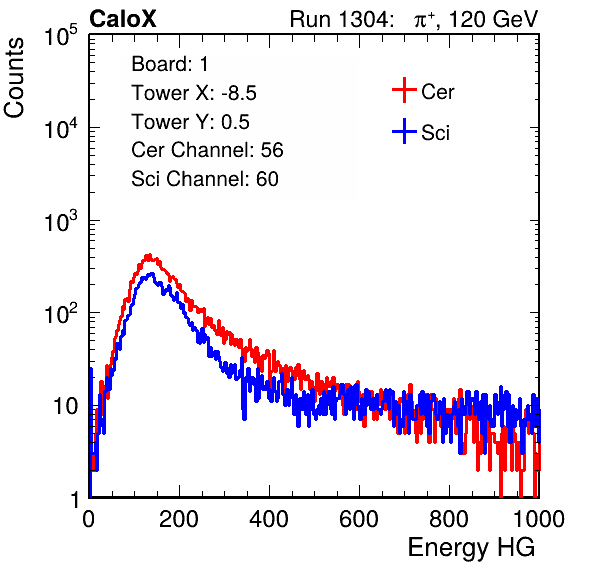 CaloX Run 1304: π⁺, 120 GeV
Counts
Board: 1
Tower X: -8.5
Tower Y: 0.5
Cer Channel: 56
Sci Channel: 60
Cer
Sci
10⁵
10⁴
10³
10²
10
1
0 200 400 600 800 1000
Energy HG